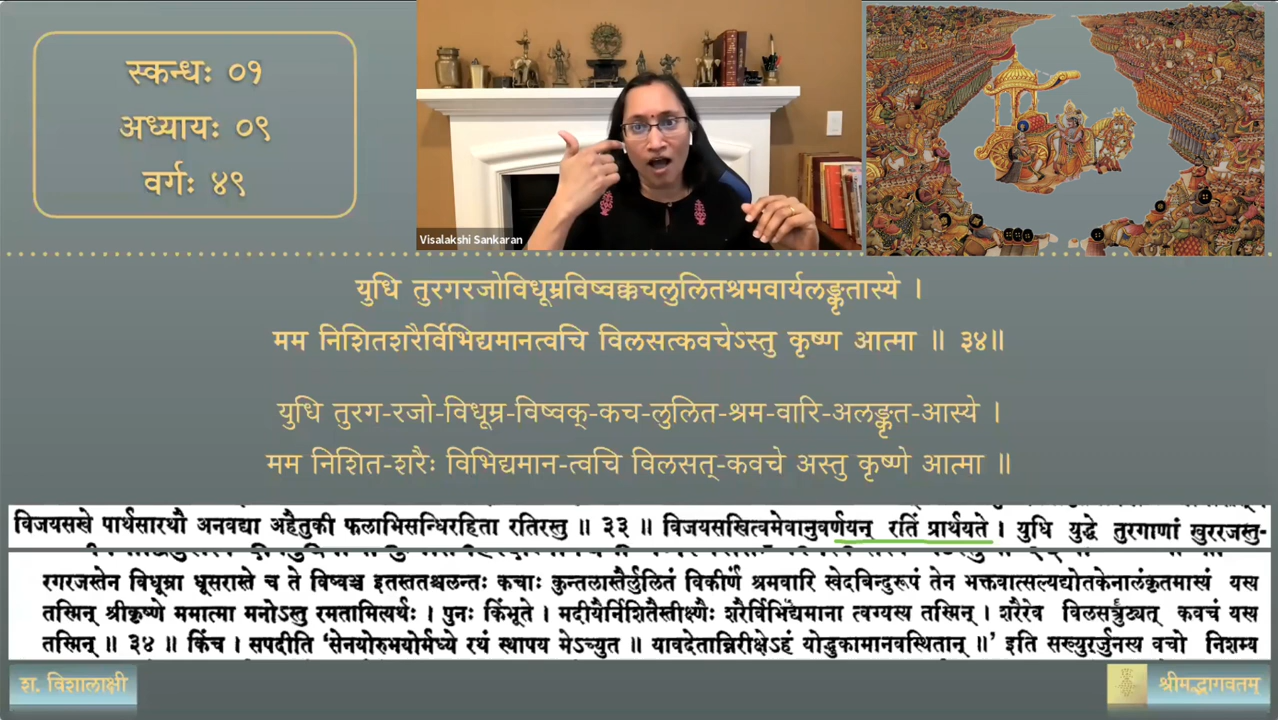 स्कन्धः ०१
अध्यायः ०९
वर्गः ४९
Visalakshi Sankaran
युधि तुरगरजोविधूम्रविष्वक्कचलुलितश्रमवार्यलङ्कृतास्ये ।
मम निशितशरैर्विभिद्यमानत्वचि विलसत्कवचेऽस्तु कृष्ण आत्मा ॥ ३४॥
युधि तुरग-रजो-विधूम्र-विष्वक्-कच-लुलित-श्रम-वारि-अलङ्कृत-आस्ये ।
मम निशित-शरैः विभिद्यमान-त्वचि विलसत्-कवचे अस्तु कृष्णे आत्मा ॥
विजयसखे पार्थसारथौ अनवद्या अहैतुकी फलाभिसन्धिरहिता रतिरस्तु ॥ ३३ ॥ विजयसखित्वमेवानुवर्णयन् रतिं प्रार्थयते । युधि युद्धे तुरगाणां खुररजस्तु-
रगरजस्तेन विधूम्रा धूसरास्ते च ते विष्वञ्च इतस्ततश्चलन्तः कचाः कुन्तलास्तैर्लुलितं विकीर्णं श्रमवारि स्वेदबिन्दुरूपं तेन भक्तवात्सल्यद्योतकेनालंकृतमास्यं यस्य
तस्मिन् श्रीकृष्णे ममात्मा मनोऽस्तु रमतामित्यर्थः । पुनः किंभूते । मदीयैर्निशितैस्तीक्ष्णैः शरैर्विभिद्यमाना त्वग्यस्य तस्मिन् । शरैरेव विलसत्त्रुट्यत् कवचं यस्य
तस्मिन् ॥ ३४ ॥ किंच । सपदीति 'सेनयोरुभयोर्मध्ये रथं स्थापय मेऽच्युत ॥ यावदेतान्निरीक्षेऽहं योद्धुकामानवस्थितान् ॥' इति सख्युरर्जुनस्य वचो निशम्य
श. विशालाक्षी
श्रीमद्भागवतम्